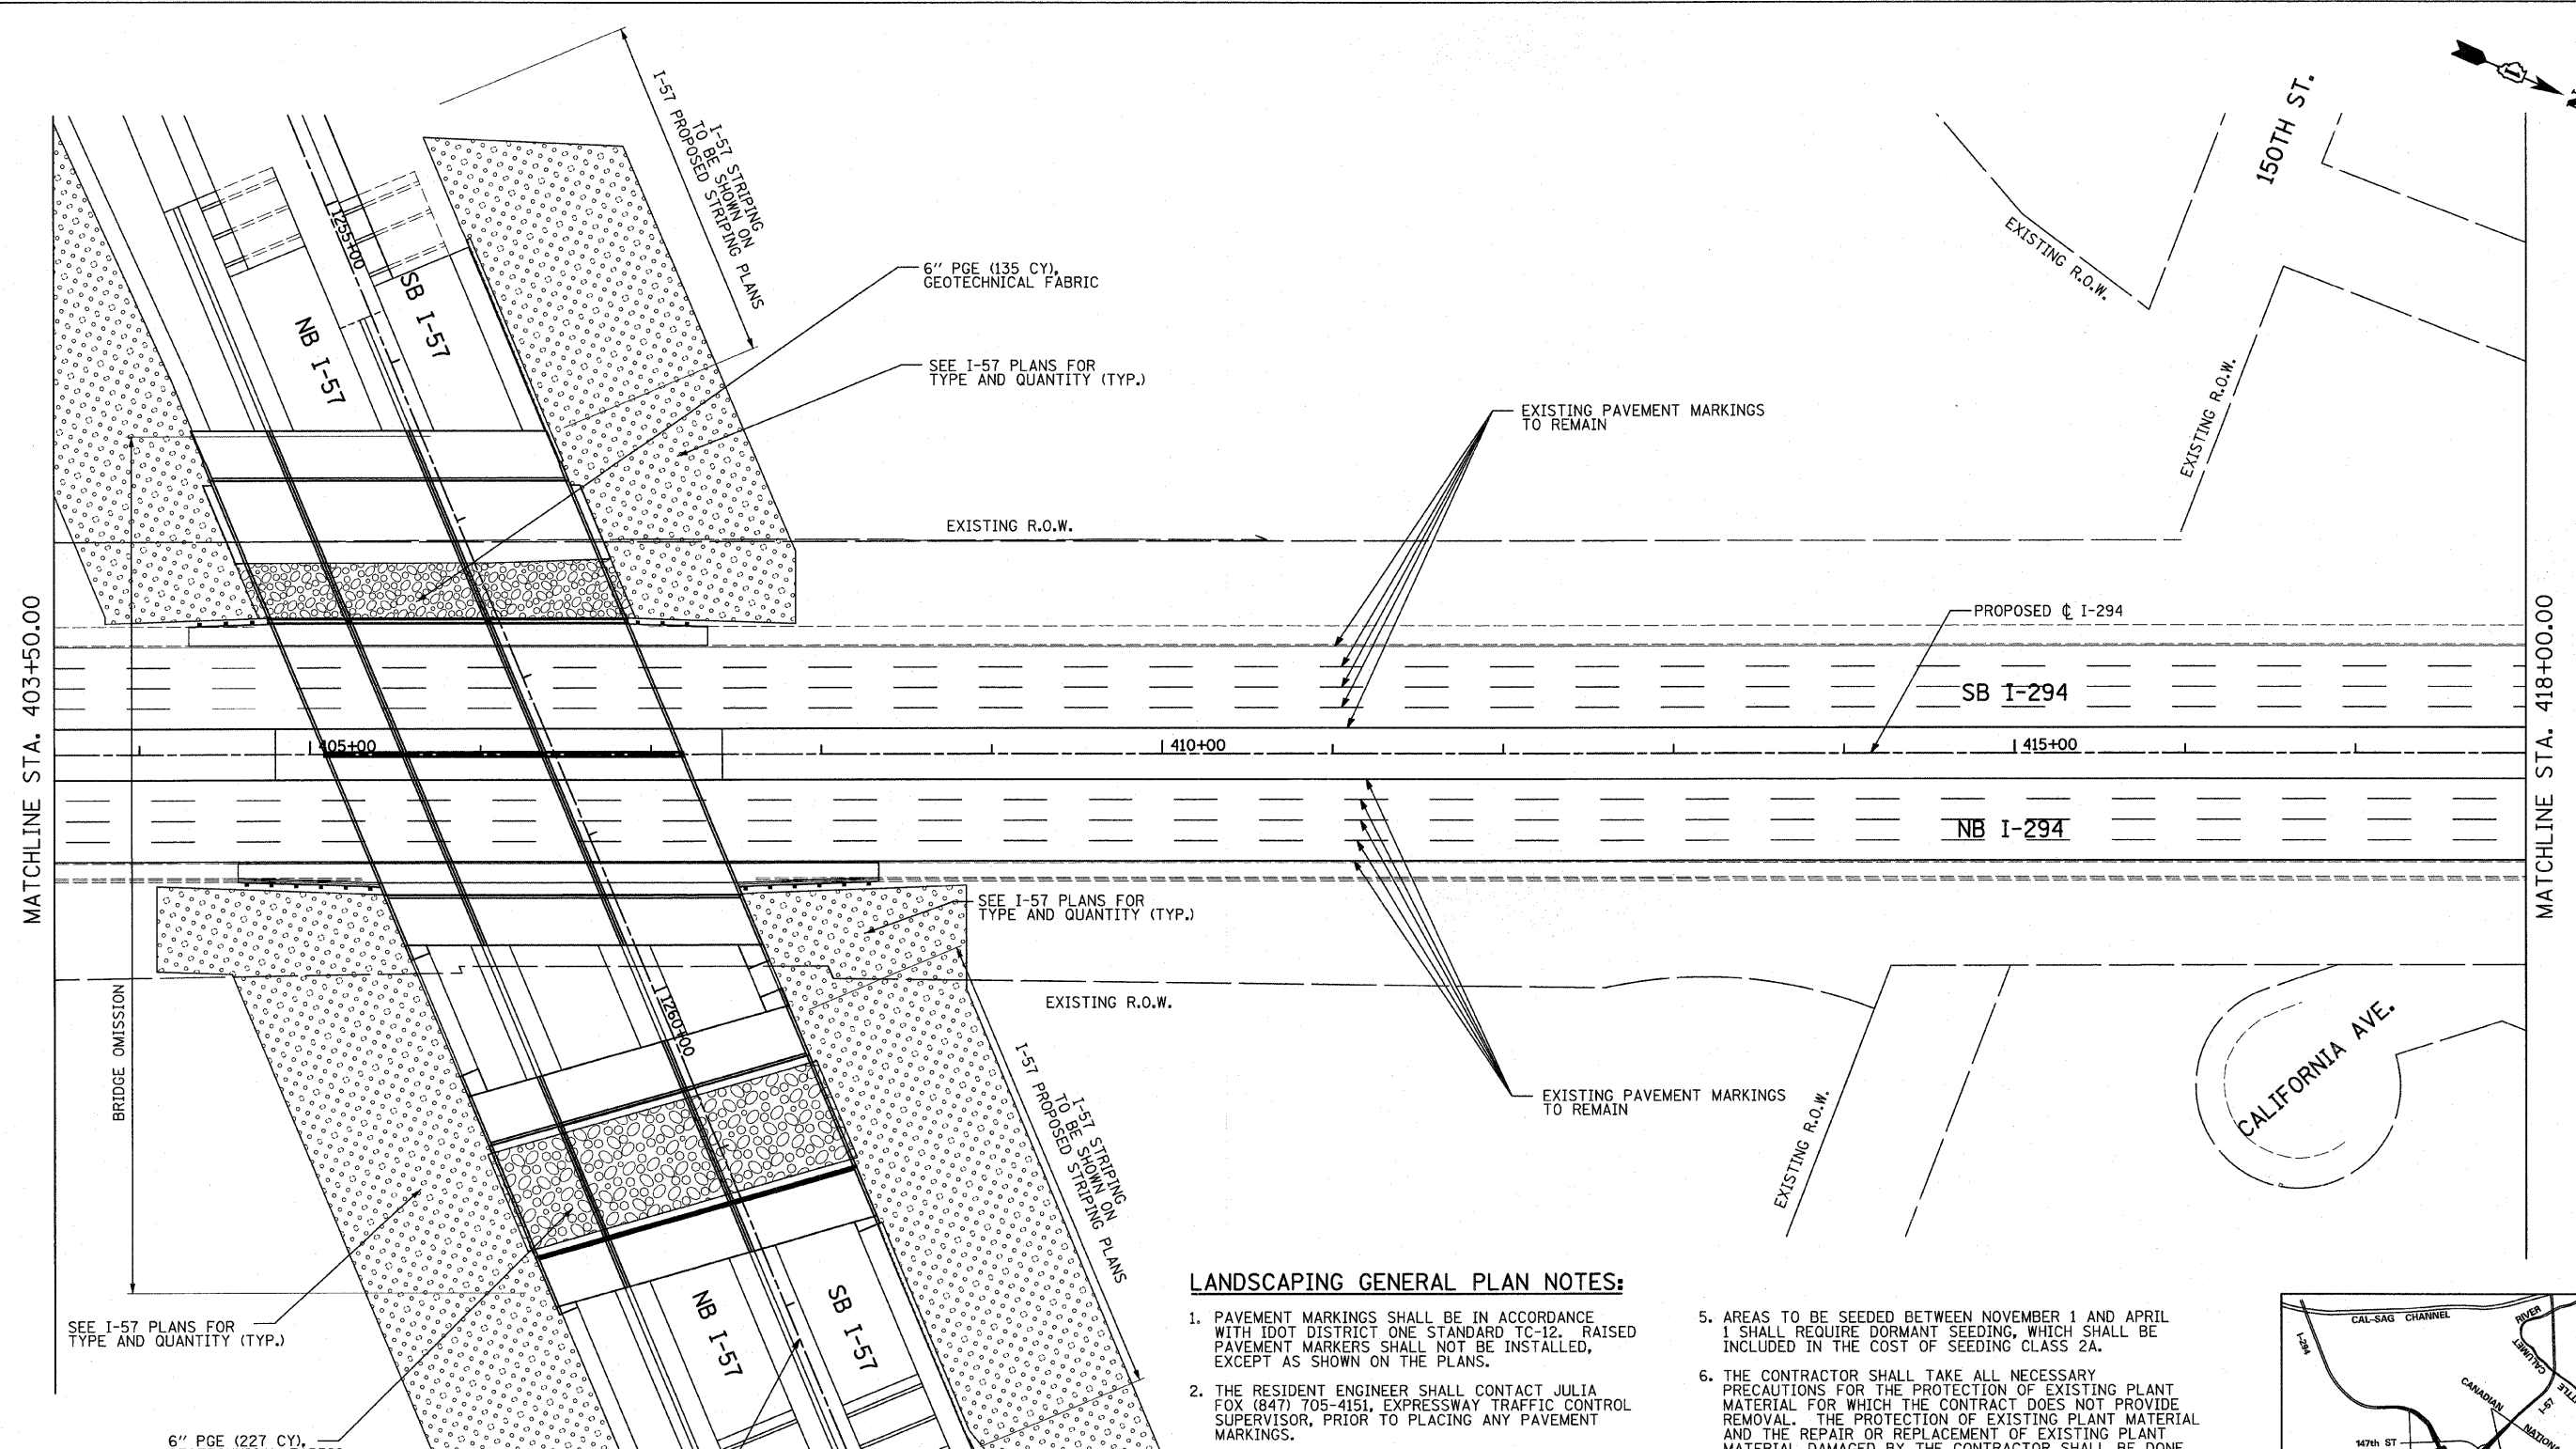 I-57 STRIPING
TO BE SHOWN ON
I-57 PROPOSED STRIPING PLANS
150TH ST.
EXISTING R.O.W.
EXISTING R.O.W.
1255+00
SB I-57
NB I-57
6" PGE (135 CY),
GEOTECHNICAL FABRIC
SEE I-57 PLANS FOR
TYPE AND QUANTITY (TYP.)
EXISTING PAVEMENT MARKINGS
TO REMAIN
EXISTING R.O.W.
PROPOSED ℄ I-294
MATCHLINE STA. 403+50.00
MATCHLINE STA. 418+00.00
SB I-294
405+00
410+00
415+00
NB I-294
SEE I-57 PLANS FOR
TYPE AND QUANTITY (TYP.)
BRIDGE OMISSION
1260+00
EXISTING R.O.W.
I-57 STRIPING
TO BE SHOWN ON
I-57 PROPOSED STRIPING PLANS
EXISTING PAVEMENT MARKINGS
TO REMAIN
EXISTING R.O.W.
CALIFORNIA AVE.
SEE I-57 PLANS FOR
TYPE AND QUANTITY (TYP.)
NB I-57
SB I-57
6" PGE (227 CY),
LANDSCAPING GENERAL PLAN NOTES:
1. PAVEMENT MARKINGS SHALL BE IN ACCORDANCE
WITH IDOT DISTRICT ONE STANDARD TC-12. RAISED
PAVEMENT MARKERS SHALL NOT BE INSTALLED,
EXCEPT AS SHOWN ON THE PLANS.
2. THE RESIDENT ENGINEER SHALL CONTACT JULIA
FOX (847) 705-4151, EXPRESSWAY TRAFFIC CONTROL
SUPERVISOR, PRIOR TO PLACING ANY PAVEMENT
MARKINGS.
5. AREAS TO BE SEEDED BETWEEN NOVEMBER 1 AND APRIL
1 SHALL REQUIRE DORMANT SEEDING, WHICH SHALL BE
INCLUDED IN THE COST OF SEEDING CLASS 2A.
6. THE CONTRACTOR SHALL TAKE ALL NECESSARY
PRECAUTIONS FOR THE PROTECTION OF EXISTING PLANT
MATERIAL FOR WHICH THE CONTRACT DOES NOT PROVIDE
REMOVAL. THE PROTECTION OF EXISTING PLANT MATERIAL
AND THE REPAIR OR REPLACEMENT OF EXISTING PLANT
MATERIAL DAMAGED BY THE CONTRACTOR SHALL BE DONE
CAL-SAG CHANNEL
RIVER
CALUMET
I-294
CANADIAN
I-57
147th ST